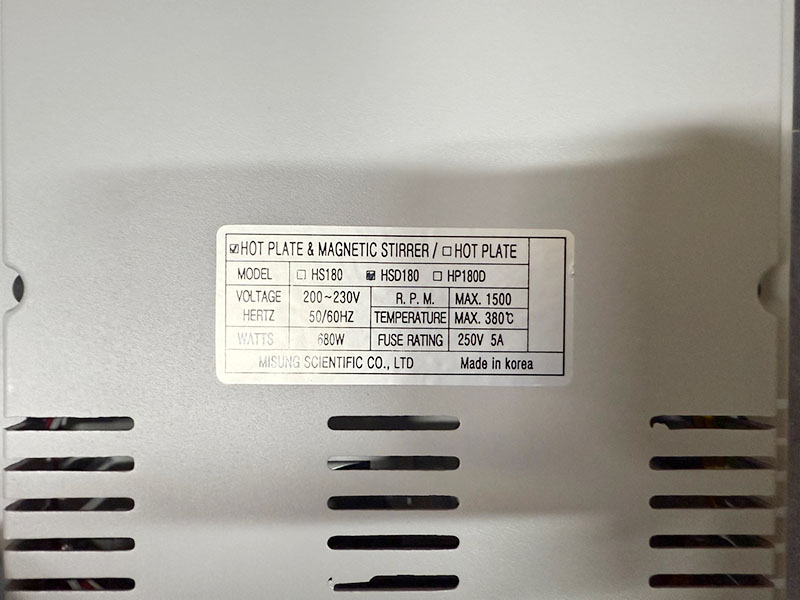 ☑HOT PLATE & MAGNETIC STIRRER / ☐HOT PLATE
MODEL ☐ HS180 ☑ HSD180 ☐ HP180D
VOLTAGE 200~230V R. P. M. MAX. 1500
HERTZ 50/60HZ TEMPERATURE MAX. 380℃
WATTS 680W FUSE RATING 250V 5A
MISUNG SCIENTIFIC CO., LTD Made in korea